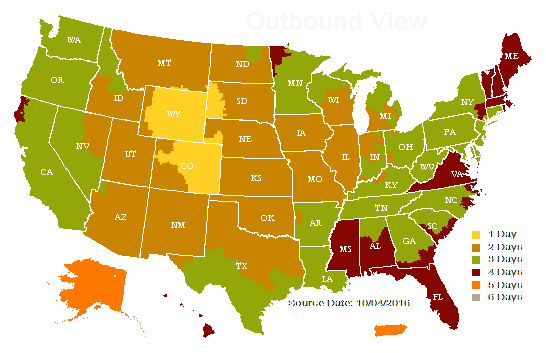 Outbound View
WA
MT
ND
MN
ME
OR
ID
SD
WI
MI
NY
WY
NE
IA
PA
NV
UT
CO
IL
IN
OH
WV
VA
CA
KS
MO
KY
NC
AZ
NM
OK
AR
TN
SC
MS
AL
GA
TX
LA
FL
1 Day
2 Days
3 Days
4 Days
5 Days
6 Days
Source Date: 10/04/2016